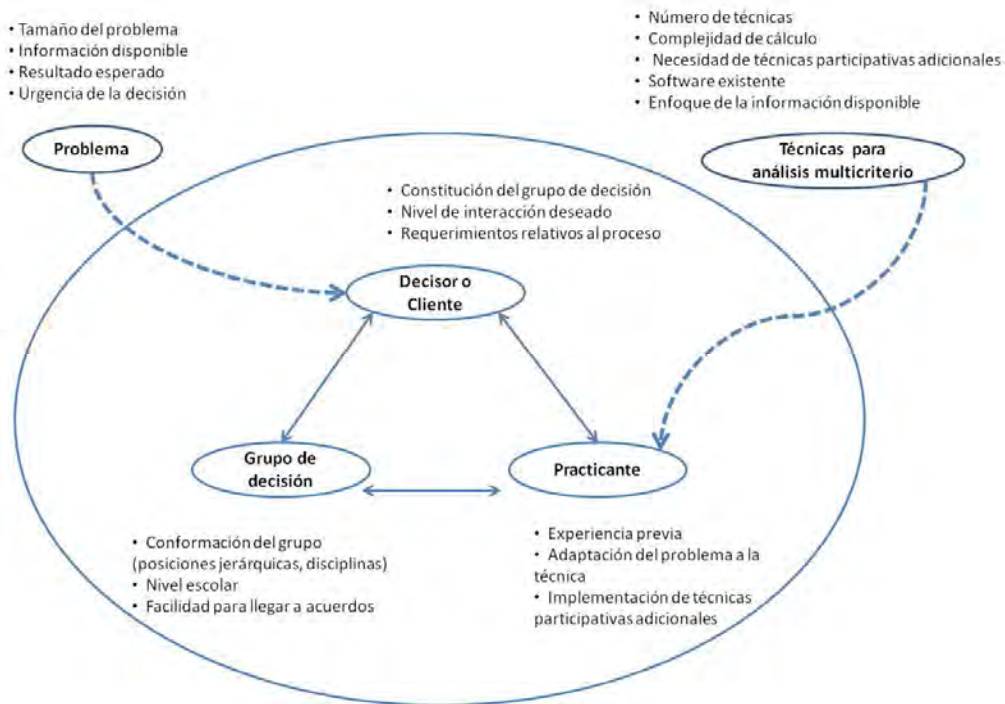 • Tamaño del problema
• Información disponible
• Resultado esperado
• Urgencia de la decisión
Problema
• Número de técnicas
• Complejidad de cálculo
• Necesidad de técnicas participativas adicionales
• Software existente
• Enfoque de la información disponible
Técnicas para
análisis multicriterio
• Constitución del grupo de decisión
• Nivel de interacción deseado
• Requerimientos relativos al proceso
Decisor o
Cliente
Grupo de
decisión
Practicante
• Conformación del grupo
(posiciones jerárquicas, disciplinas)
• Nivel escolar
• Facilidad para llegar a acuerdos
• Experiencia previa
• Adaptación del problema a la
técnica
• Implementación de técnicas
participativas adicionales